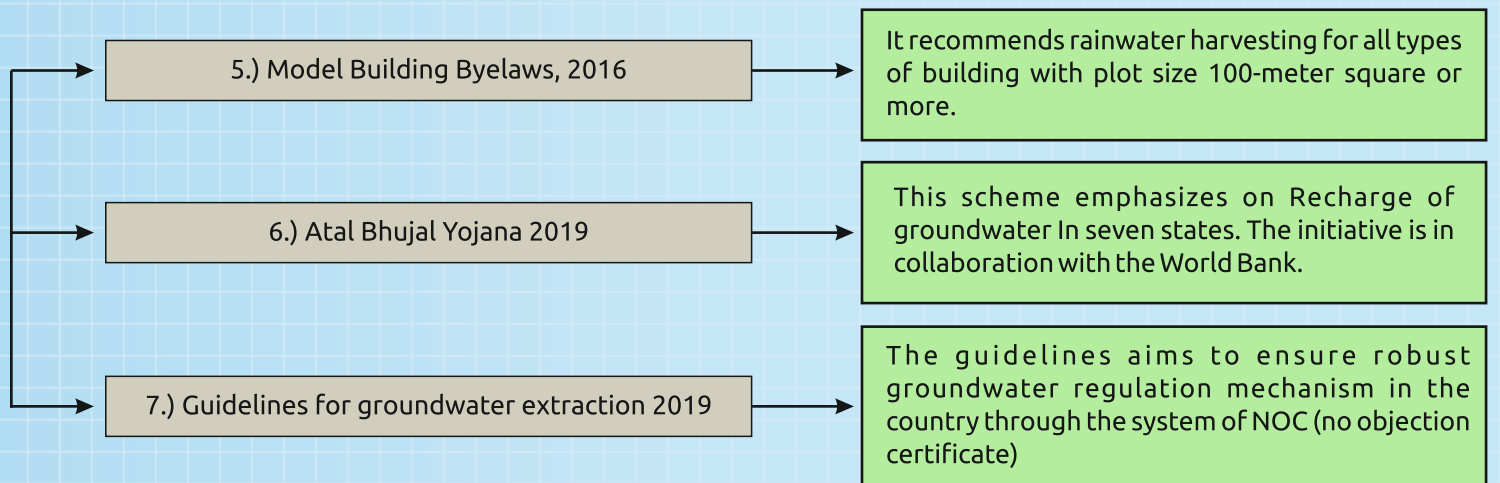 5.) Model Building Byelaws, 2016
It recommends rainwater harvesting for all types
of building with plot size 100-meter square or
more.
6.) Atal Bhujal Yojana 2019
This scheme emphasizes on Recharge of
groundwater In seven states. The initiative is in
collaboration with the World Bank.
7.) Guidelines for groundwater extraction 2019
The guidelines aims to ensure robust
groundwater regulation mechanism in the
country through the system of NOC (no objection
certificate)